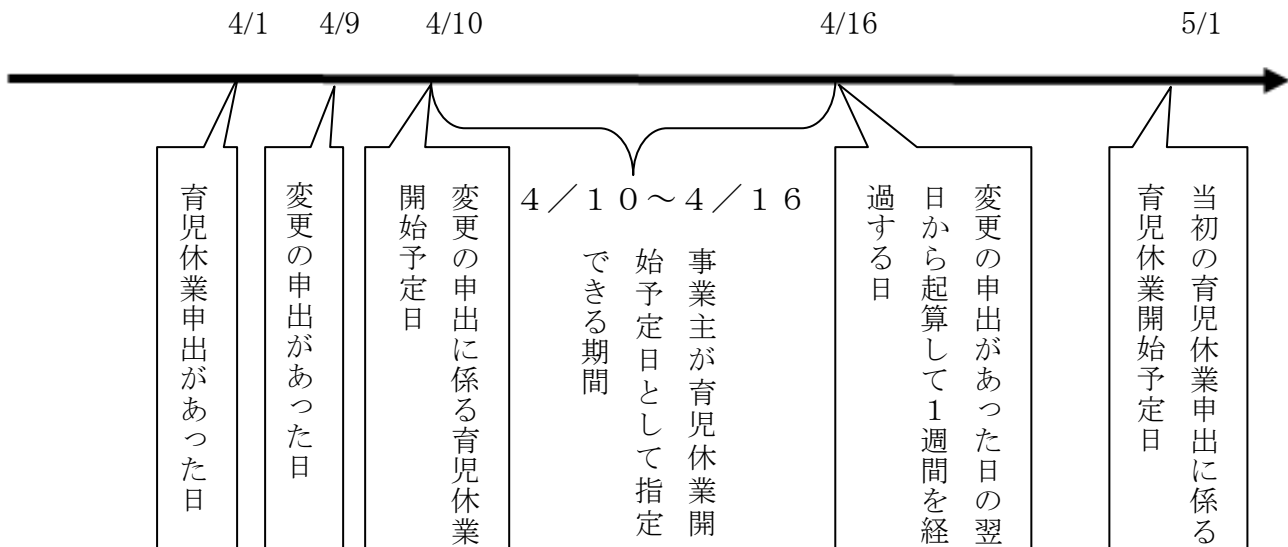 4/1
4/9
4/10
4/16
5/1
育児休業申出があった日
変更の申出があった日
変更の申出に係る育児休業
開始予定日
4/10~4/16
事業主が育児休業開
始予定日として指定
できる期間
変更の申出があった日の翌
日から起算して1週間を経
過する日
当初の育児休業申出に係る
育児休業開始予定日